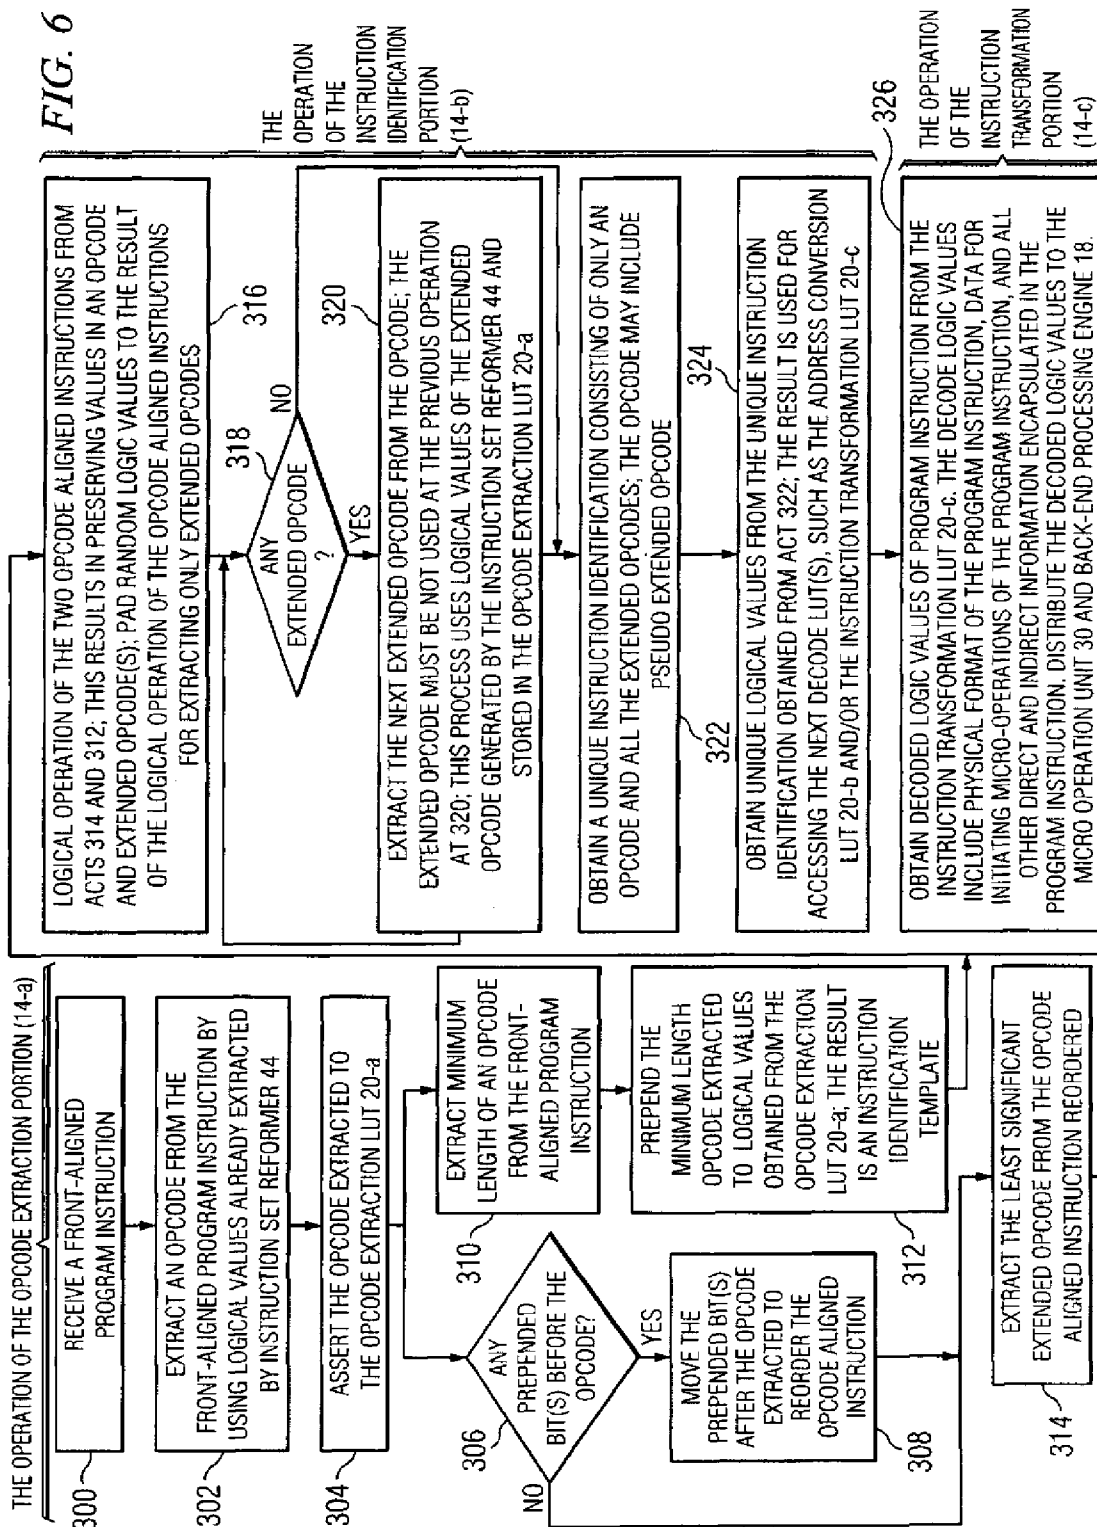 FIG. 6
THE OPERATION OF THE OPCODE EXTRACTION PORTION (14-a)
300
RECEIVE A FRONT-ALIGNED
PROGRAM INSTRUCTION
302
EXTRACT AN OPCODE FROM THE
FRONT-ALIGNED PROGRAM INSTRUCTION BY
USING LOGICAL VALUES ALREADY EXTRACTED
BY INSTRUCTION SET REFORMER 44
304
ASSERT THE OPCODE EXTRACTED TO
THE OPCODE EXTRACTION LUT 20-a
306
ANY
PREPENDED
BIT(S) BEFORE THE
OPCODE?
NO
YES
308
MOVE THE
PREPENDED BIT(S)
AFTER THE OPCODE
EXTRACTED TO
REORDER THE
OPCODE ALIGNED
INSTRUCTION
310
EXTRACT MINIMUM
LENGTH OF AN OPCODE
FROM THE FRONT-
ALIGNED PROGRAM
INSTRUCTION
312
PREPEND THE
MINIMUM LENGTH
OPCODE EXTRACTED
TO LOGICAL VALUES
OBTAINED FROM THE
OPCODE EXTRACTION
LUT 20-a; THE RESULT
IS AN INSTRUCTION
IDENTIFICATION
TEMPLATE
314
EXTRACT THE LEAST SIGNIFICANT
EXTENDED OPCODE FROM THE OPCODE
ALIGNED INSTRUCTION REORDERED
LOGICAL OPERATION OF THE TWO OPCODE ALIGNED INSTRUCTIONS FROM
ACTS 314 AND 312; THIS RESULTS IN PRESERVING VALUES IN AN OPCODE
AND EXTENDED OPCODE(S); PAD RANDOM LOGIC VALUES TO THE RESULT
OF THE LOGICAL OPERATION OF THE OPCODE ALIGNED INSTRUCTIONS
FOR EXTRACTING ONLY EXTENDED OPCODES
316
318
ANY
EXTENDED OPCODE
?
NO
YES
320
EXTRACT THE NEXT EXTENDED OPCODE FROM THE OPCODE; THE
EXTENDED OPCODE MUST BE NOT USED AT THE PREVIOUS OPERATION
AT 320; THIS PROCESS USES LOGICAL VALUES OF THE EXTENDED
OPCODE GENERATED BY THE INSTRUCTION SET REFORMER 44 AND
STORED IN THE OPCODE EXTRACTION LUT 20-a
OBTAIN A UNIQUE INSTRUCTION IDENTIFICATION CONSISTING OF ONLY AN
OPCODE AND ALL THE EXTENDED OPCODES; THE OPCODE MAY INCLUDE
PSEUDO EXTENDED OPCODE
322
324
OBTAIN UNIQUE LOGICAL VALUES FROM THE UNIQUE INSTRUCTION
IDENTIFICATION OBTAINED FROM ACT 322; THE RESULT IS USED FOR
ACCESSING THE NEXT DECODE LUT(S), SUCH AS THE ADDRESS CONVERSION
LUT 20-b AND/OR THE INSTRUCTION TRANSFORMATION LUT 20-c
THE
OPERATION
OF THE
INSTRUCTION
IDENTIFICATION
PORTION
(14-b)
326
OBTAIN DECODED LOGIC VALUES OF PROGRAM INSTRUCTION FROM THE
INSTRUCTION TRANSFORMATION LUT 20-c. THE DECODE LOGIC VALUES
INCLUDE PHYSICAL FORMAT OF THE PROGRAM INSTRUCTION, DATA FOR
INITIATING MICRO-OPERATIONS OF THE PROGRAM INSTRUCTION, AND ALL
OTHER DIRECT AND INDIRECT INFORMATION ENCAPSULATED IN THE
PROGRAM INSTRUCTION. DISTRIBUTE THE DECODED LOGIC VALUES TO THE
MICRO OPERATION UNIT 30 AND BACK-END PROCESSING ENGINE 18.
THE OPERATION
OF THE
INSTRUCTION
TRANSFORMATION
PORTION
(14-c)